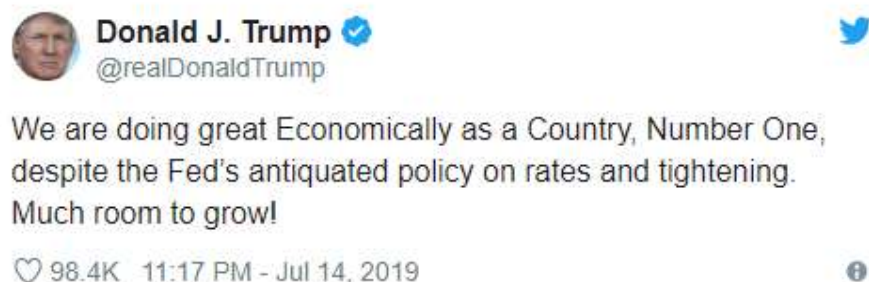 Donald J. Trump
@realDonaldTrump
We are doing great Economically as a Country, Number One,
despite the Fed's antiquated policy on rates and tightening.
Much room to grow!
98.4K 11:17 PM - Jul 14, 2019